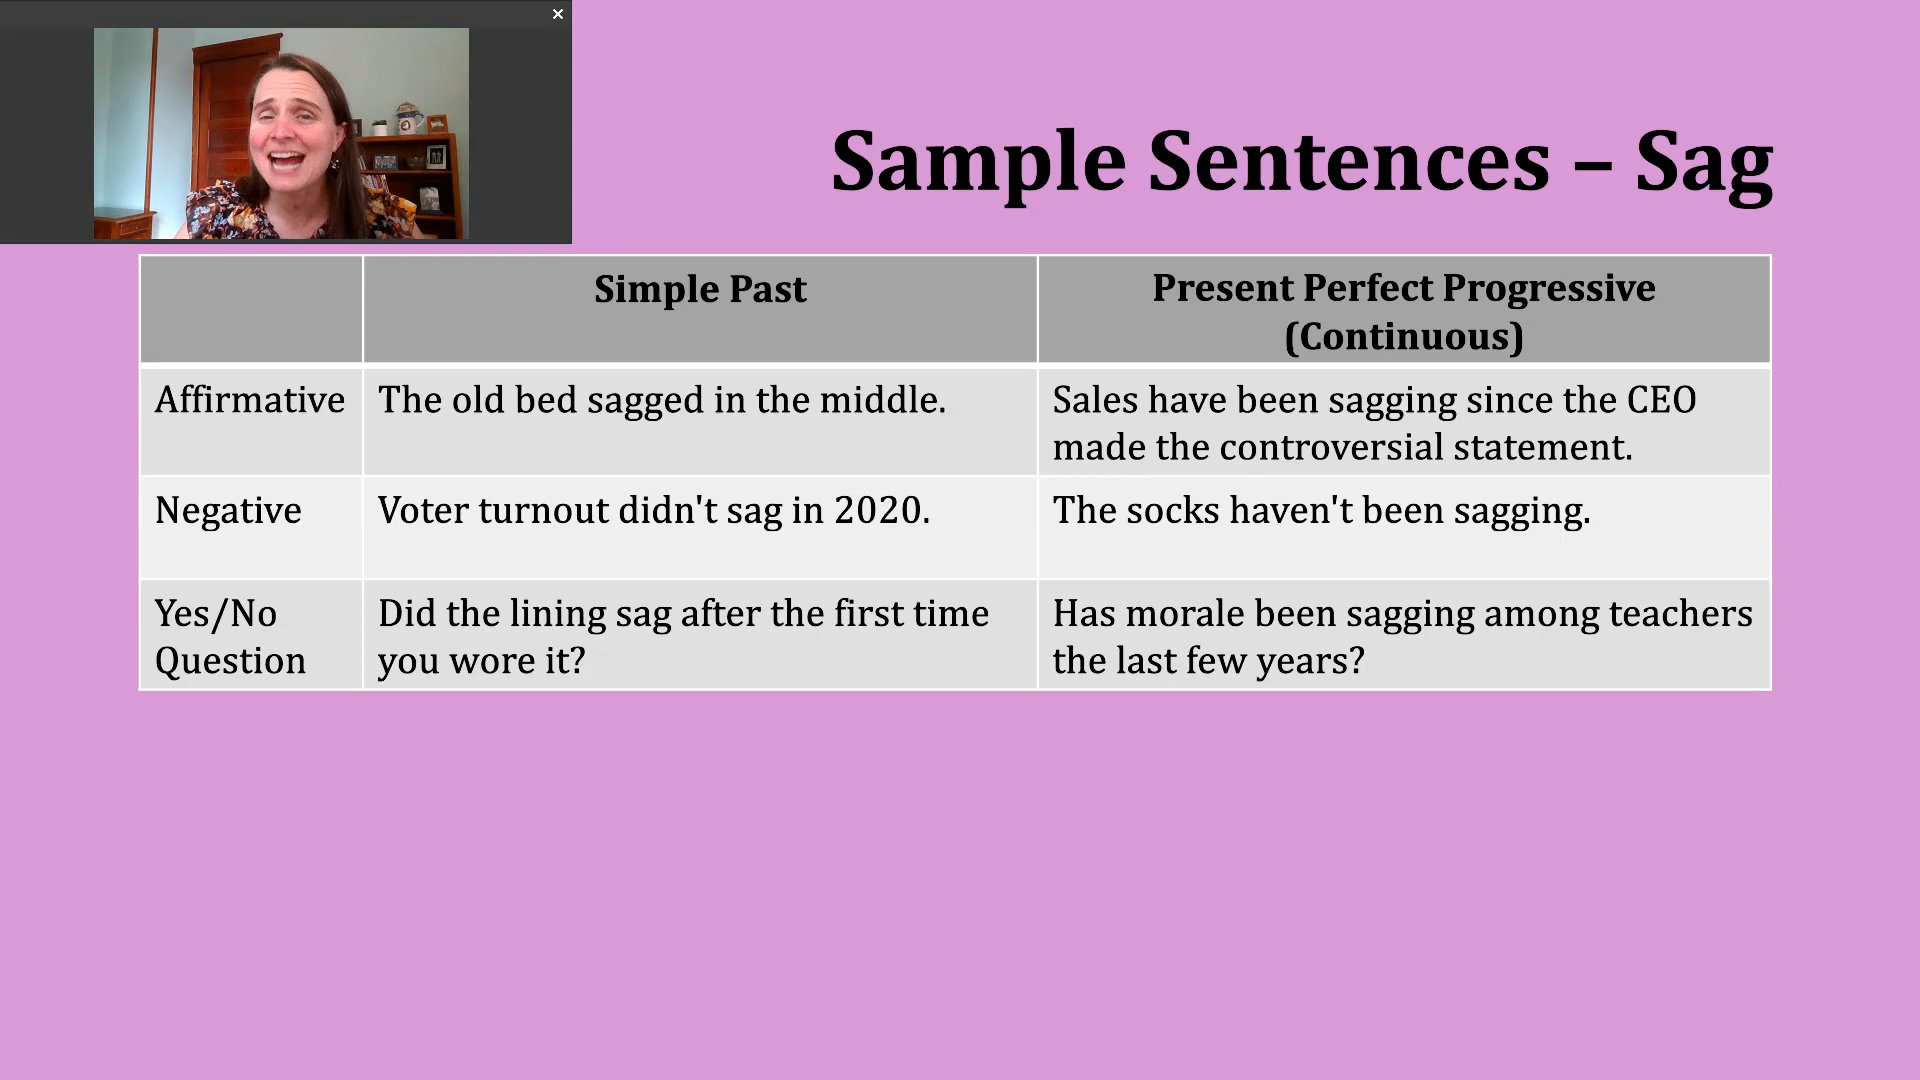 Sample Sentences – Sag
Simple Past
Present Perfect Progressive
(Continuous)
Affirmative
The old bed sagged in the middle.
Sales have been sagging since the CEO
made the controversial statement.
Negative
Voter turnout didn't sag in 2020.
The socks haven't been sagging.
Yes/No
Question
Did the lining sag after the first time
you wore it?
Has morale been sagging among teachers
the last few years?